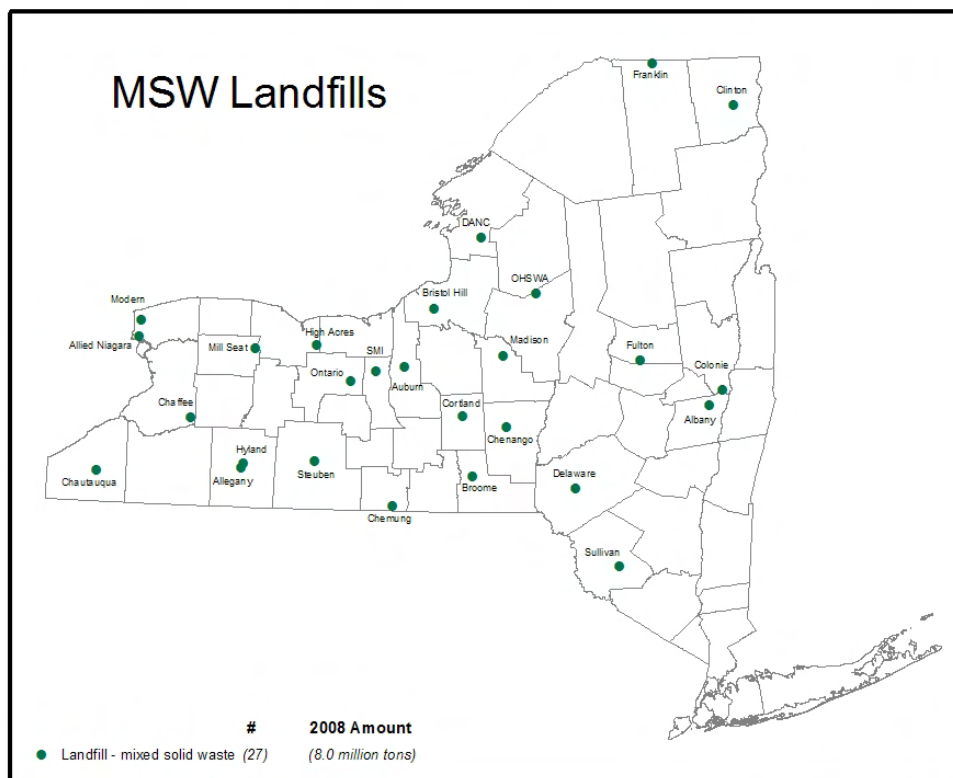 MSW Landfills
Franklin
Clinton
DANC
OHSWA
Bristol Hill
Modern
High Acres
Allied Niagara
Mill Seat
SMI
Madison
Fulton
Ontario
Auburn
Colonie
Chaffee
Cortland
Albany
Chenango
Hyland
Chautauqua
Allegany
Steuben
Broome
Delaware
Chemung
Sullivan
# 2008 Amount
Landfill - mixed solid waste (27) (8.0 million tons)